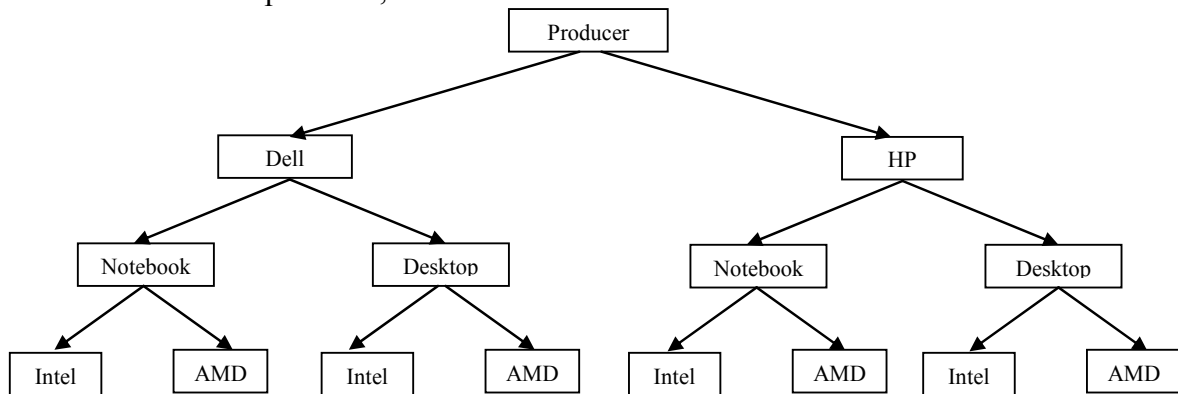 Producer
Dell HP
Notebook Desktop Notebook Desktop
Intel AMD Intel AMD Intel AMD Intel AMD